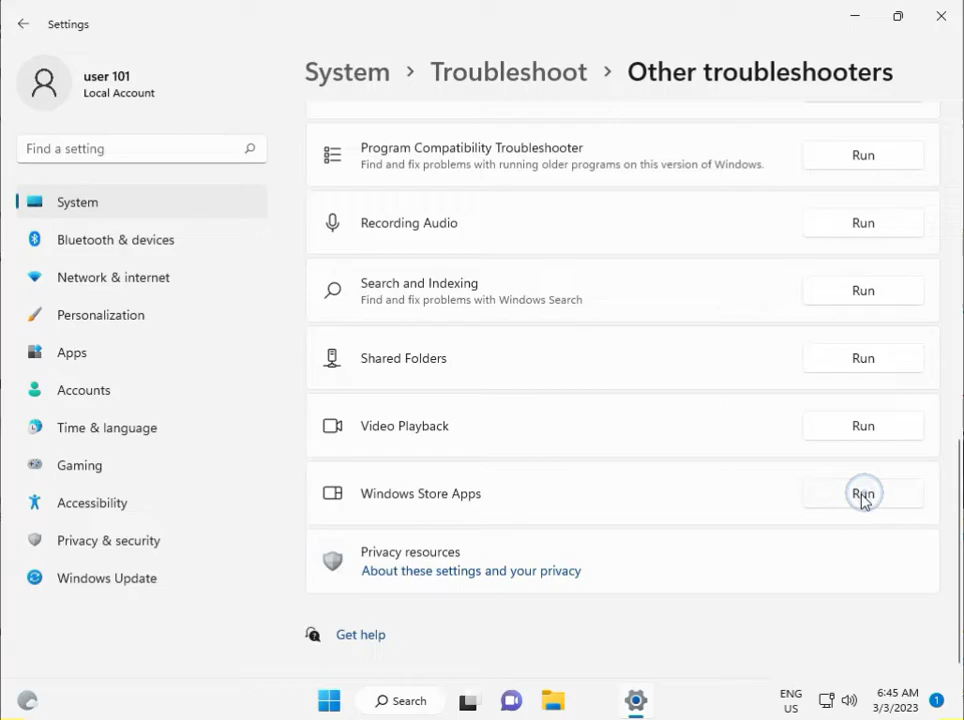 Settings
user 101
Local Account
Find a setting
System
Bluetooth & devices
Network & internet
Personalization
Apps
Accounts
Time & language
Gaming
Accessibility
Privacy & security
Windows Update
System > Troubleshoot > Other troubleshooters
Program Compatibility Troubleshooter
Find and fix problems with running older programs on this version of Windows.
Run
Recording Audio
Run
Search and Indexing
Find and fix problems with Windows Search
Run
Shared Folders
Run
Video Playback
Run
Windows Store Apps
Run
Privacy resources
About these settings and your privacy
Get help
Search
ENG
US
6:45 AM
3/3/2023
1